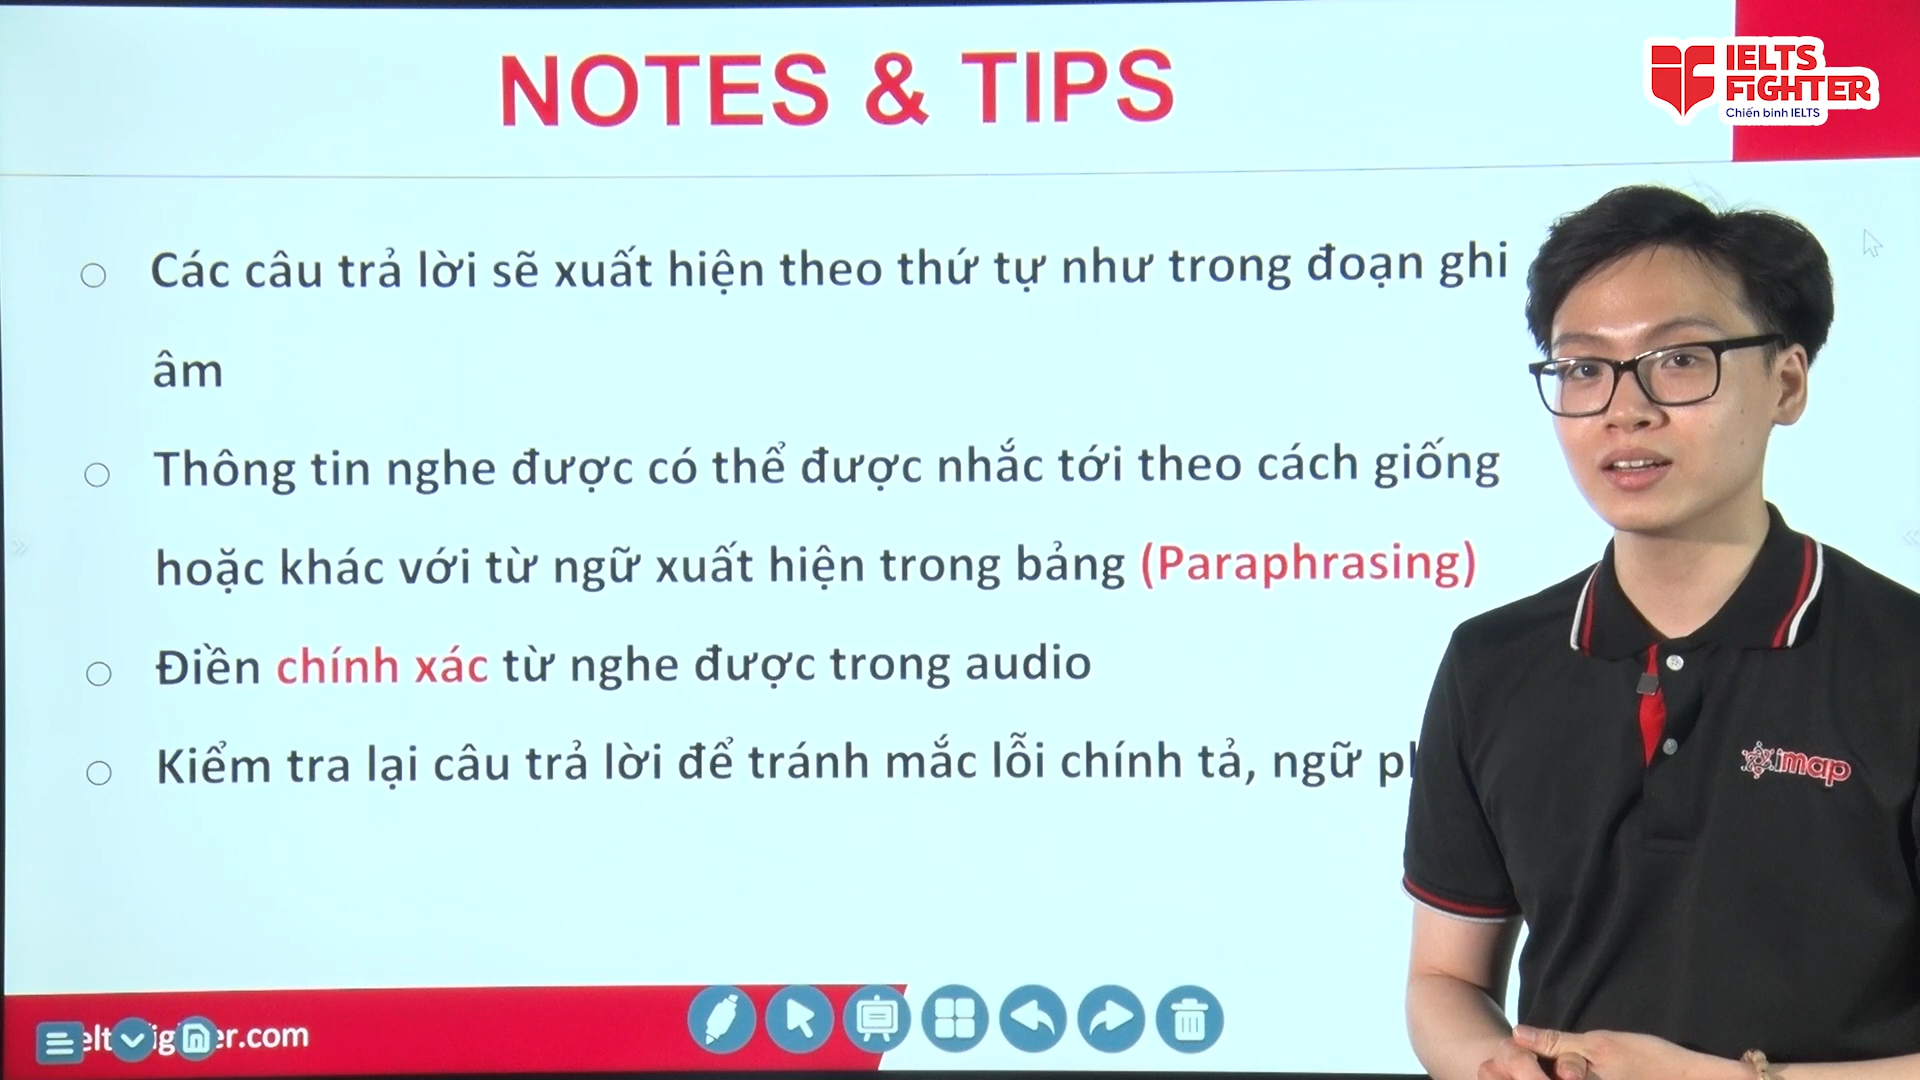 NOTES & TIPS
IELTS
FiGHTER
Chiến binh IELTS
Các câu trả lời sẽ xuất hiện theo thứ tự như trong đoạn ghi
âm
Thông tin nghe được có thể được nhắc tới theo cách giống
hoặc khác với từ ngữ xuất hiện trong bảng (Paraphrasing)
Điền chính xác từ nghe được trong audio
Kiểm tra lại câu trả lời để tránh mắc lỗi chính tả, ngữ
imap